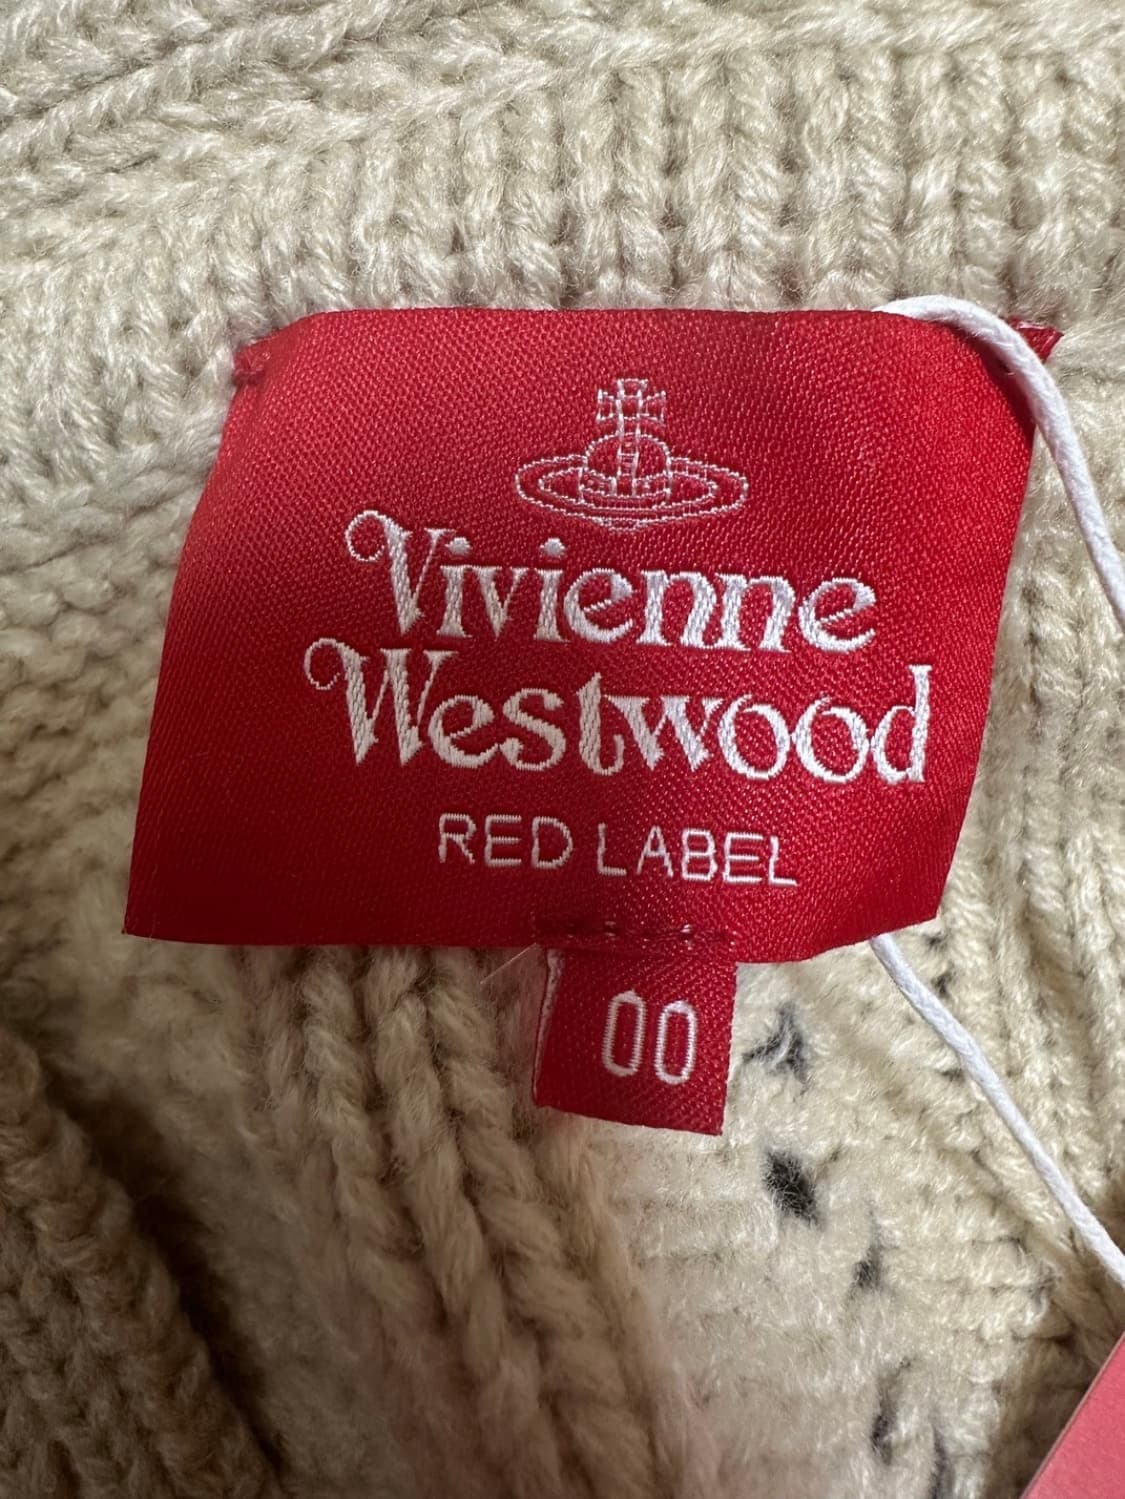 Vivienne
Westwood
RED LABEL
00